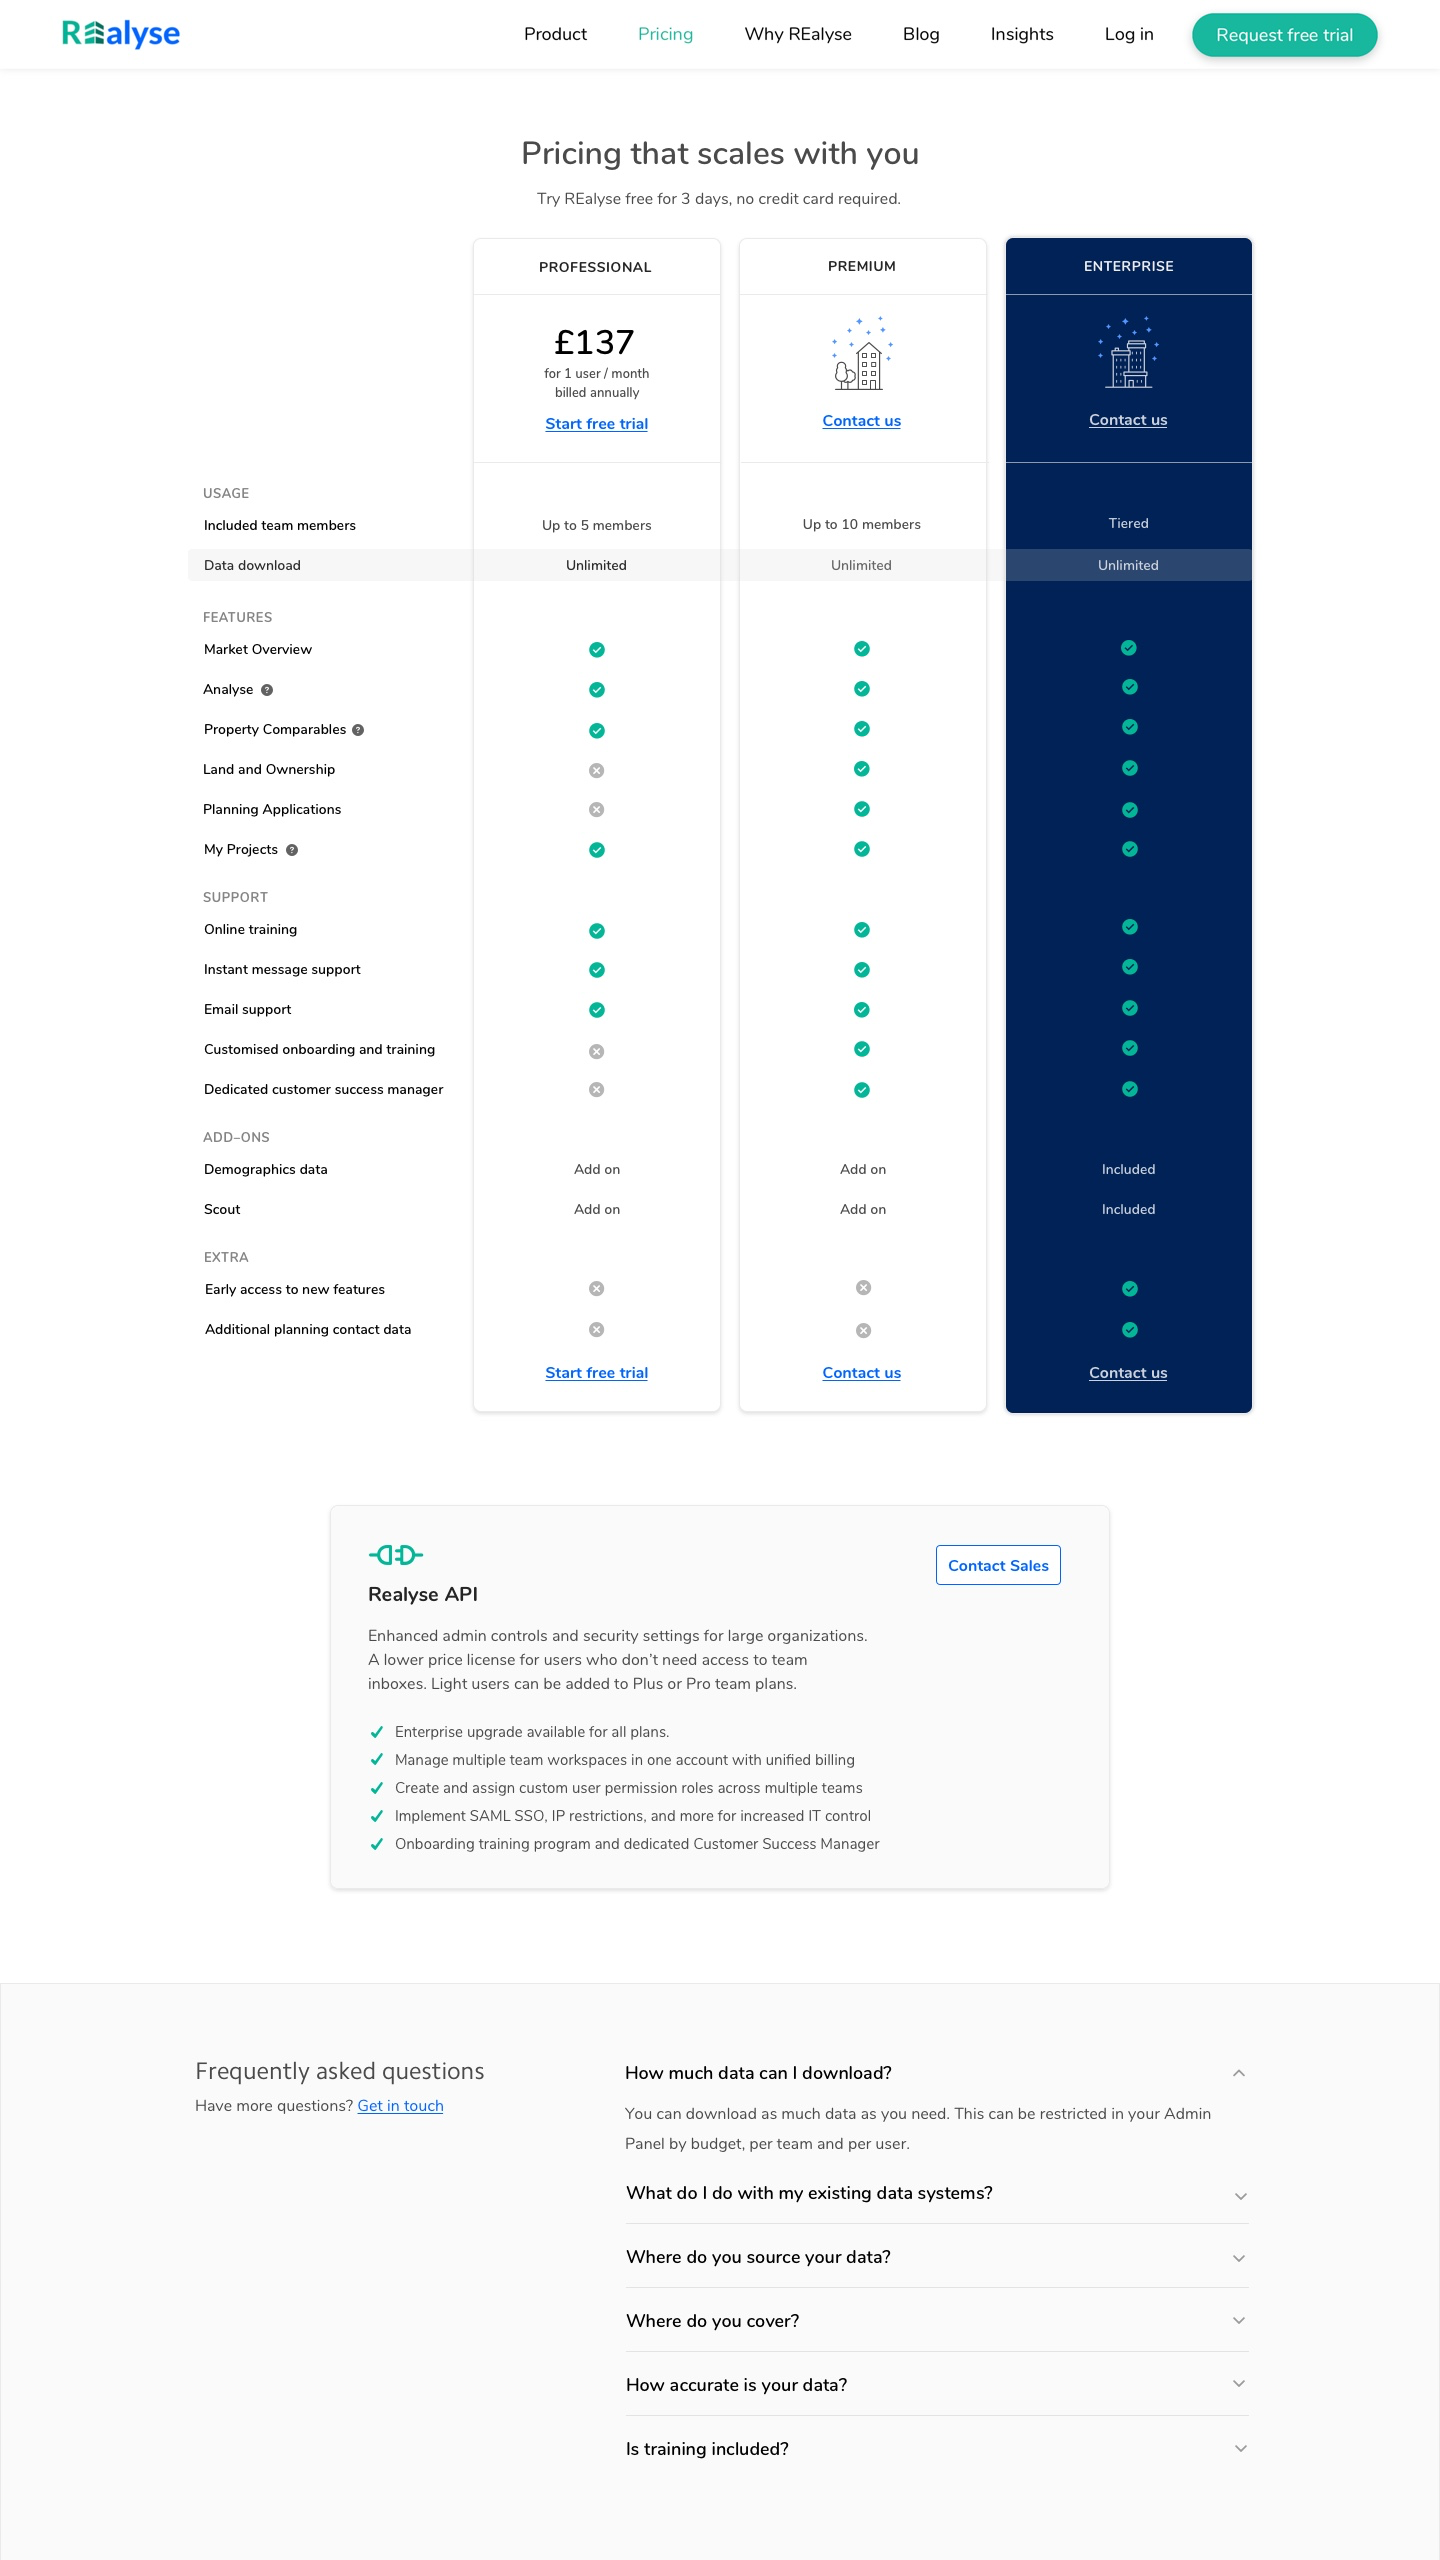 REalyse
Product Pricing Why REalyse Blog Insights Log in Request free trial
Pricing that scales with you
Try REalyse free for 3 days, no credit card required.
PROFESSIONAL PREMIUM ENTERPRISE
£137
for 1 user / month
billed annually
Start free trial Contact us Contact us
USAGE
Included team members Up to 5 members Up to 10 members Tiered
Data download Unlimited Unlimited Unlimited
FEATURES
Market Overview
Analyse ?
Property Comparables ?
Land and Ownership
Planning Applications
My Projects ?
SUPPORT
Online training
Instant message support
Email support
Customised onboarding and training
Dedicated customer success manager
ADD-ONS
Demographics data Add on Add on Included
Scout Add on Add on Included
EXTRA
Early access to new features
Additional planning contact data
Start free trial Contact us Contact us
Contact Sales
Realyse API
Enhanced admin controls and security settings for large organizations.
A lower price license for users who don't need access to team
inboxes. Light users can be added to Plus or Pro team plans.
Enterprise upgrade available for all plans.
Manage multiple team workspaces in one account with unified billing
Create and assign custom user permission roles across multiple teams
Implement SAML SSO, IP restrictions, and more for increased IT control
Onboarding training program and dedicated Customer Success Manager
Frequently asked questions
Have more questions? Get in touch
How much data can I download?
You can download as much data as you need. This can be restricted in your Admin
Panel by budget, per team and per user.
What do I do with my existing data systems?
Where do you source your data?
Where do you cover?
How accurate is your data?
Is training included?